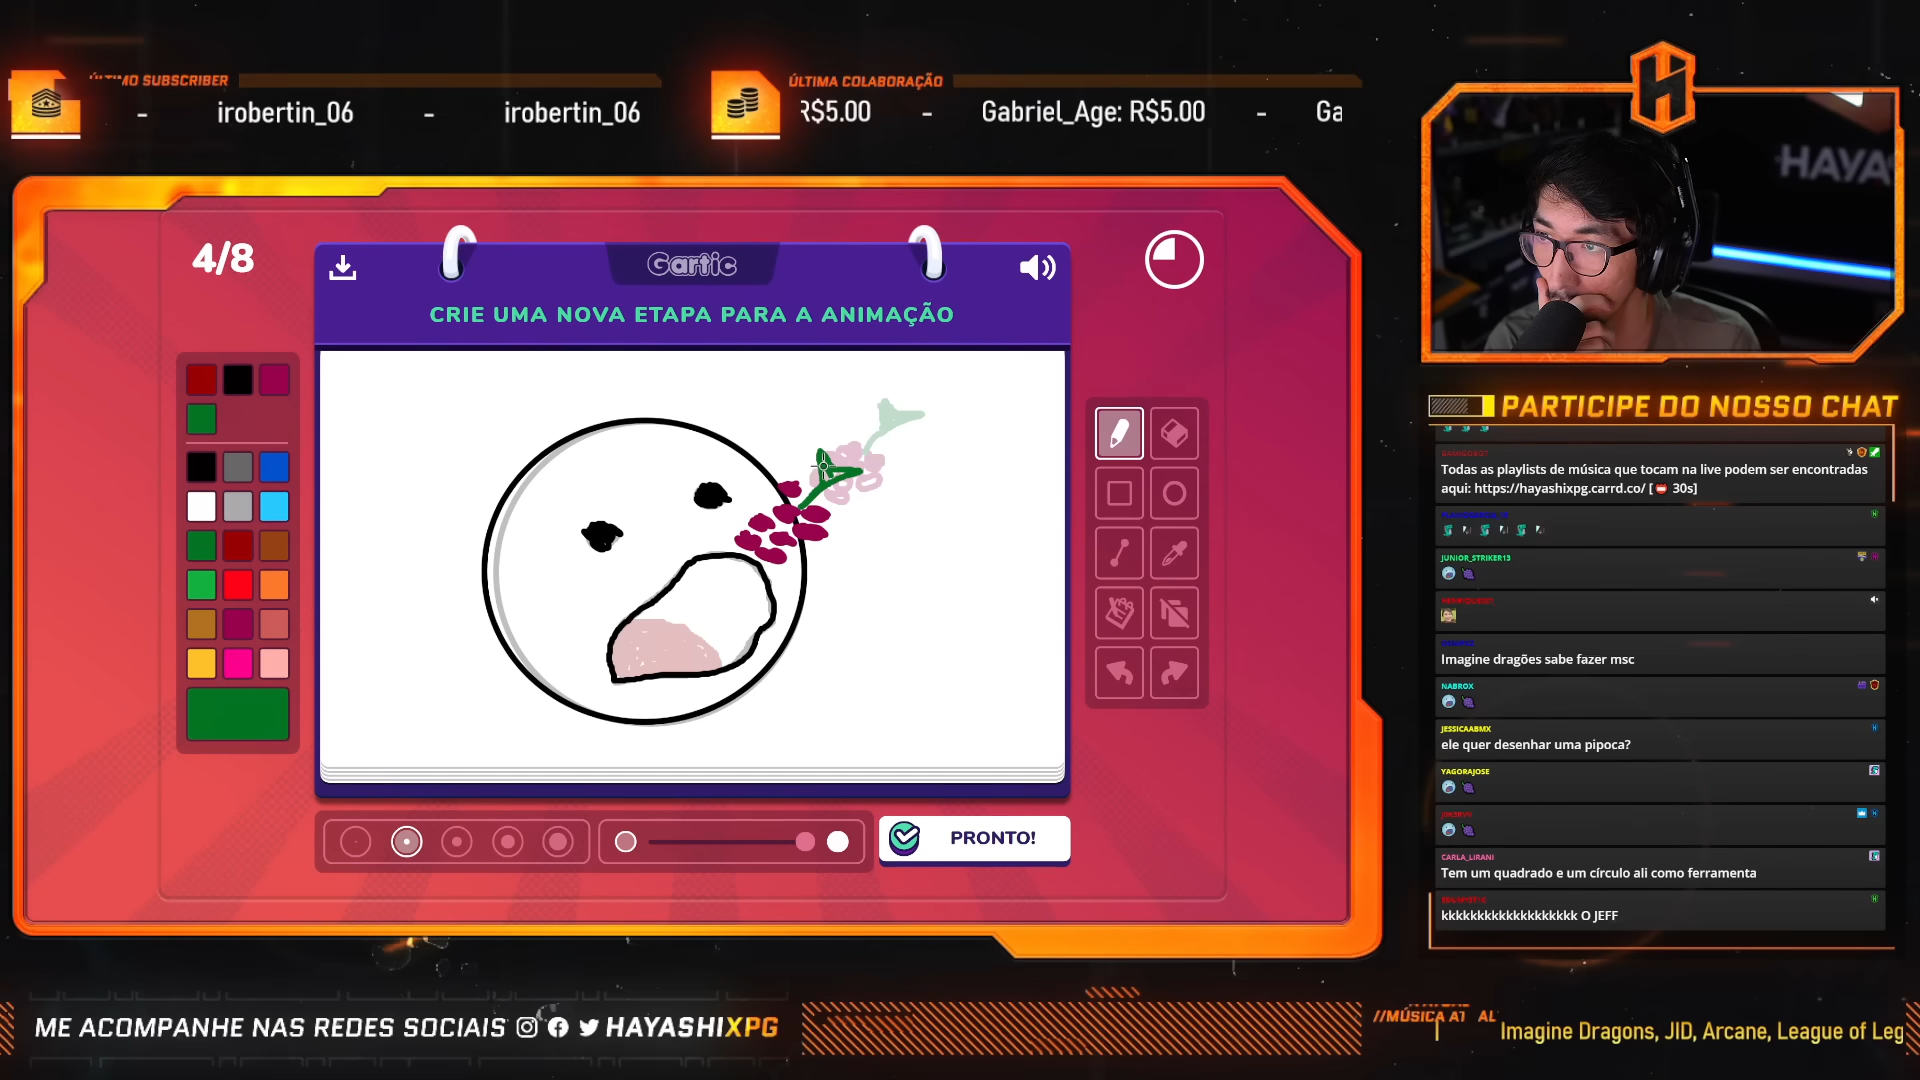 ÚLTIMO SUBSCRIBER
- irobertin_06 - irobertin_06
ÚLTIMA COLABORAÇÃO
R$5.00 - Gabriel_Age: R$5.00 - Ga
HAYA
4/8
Gartic
CRIE UMA NOVA ETAPA PARA A ANIMAÇÃO
PRONTO!
PARTICIPE DO NOSSO CHAT
Todas as playlists de música que tocam na live podem ser encontradas
aqui: https://hayashixpg.carrd.co/ [ 30s]
JUNIOR_STRIKER13
Imagine dragões sabe fazer msc
NABROX
JESSICAABMX
ele quer desenhar uma pipoca?
YAGORAJOSE
CARLA_LIRANI
Tem um quadrado e um círculo ali como ferramenta
kkkkkkkkkkkkkkkkkkk O JEFF
ME ACOMPANHE NAS REDES SOCIAIS HAYASHIXPG
//MÚSICA AT AL
Imagine Dragons, JID, Arcane, League of Leg